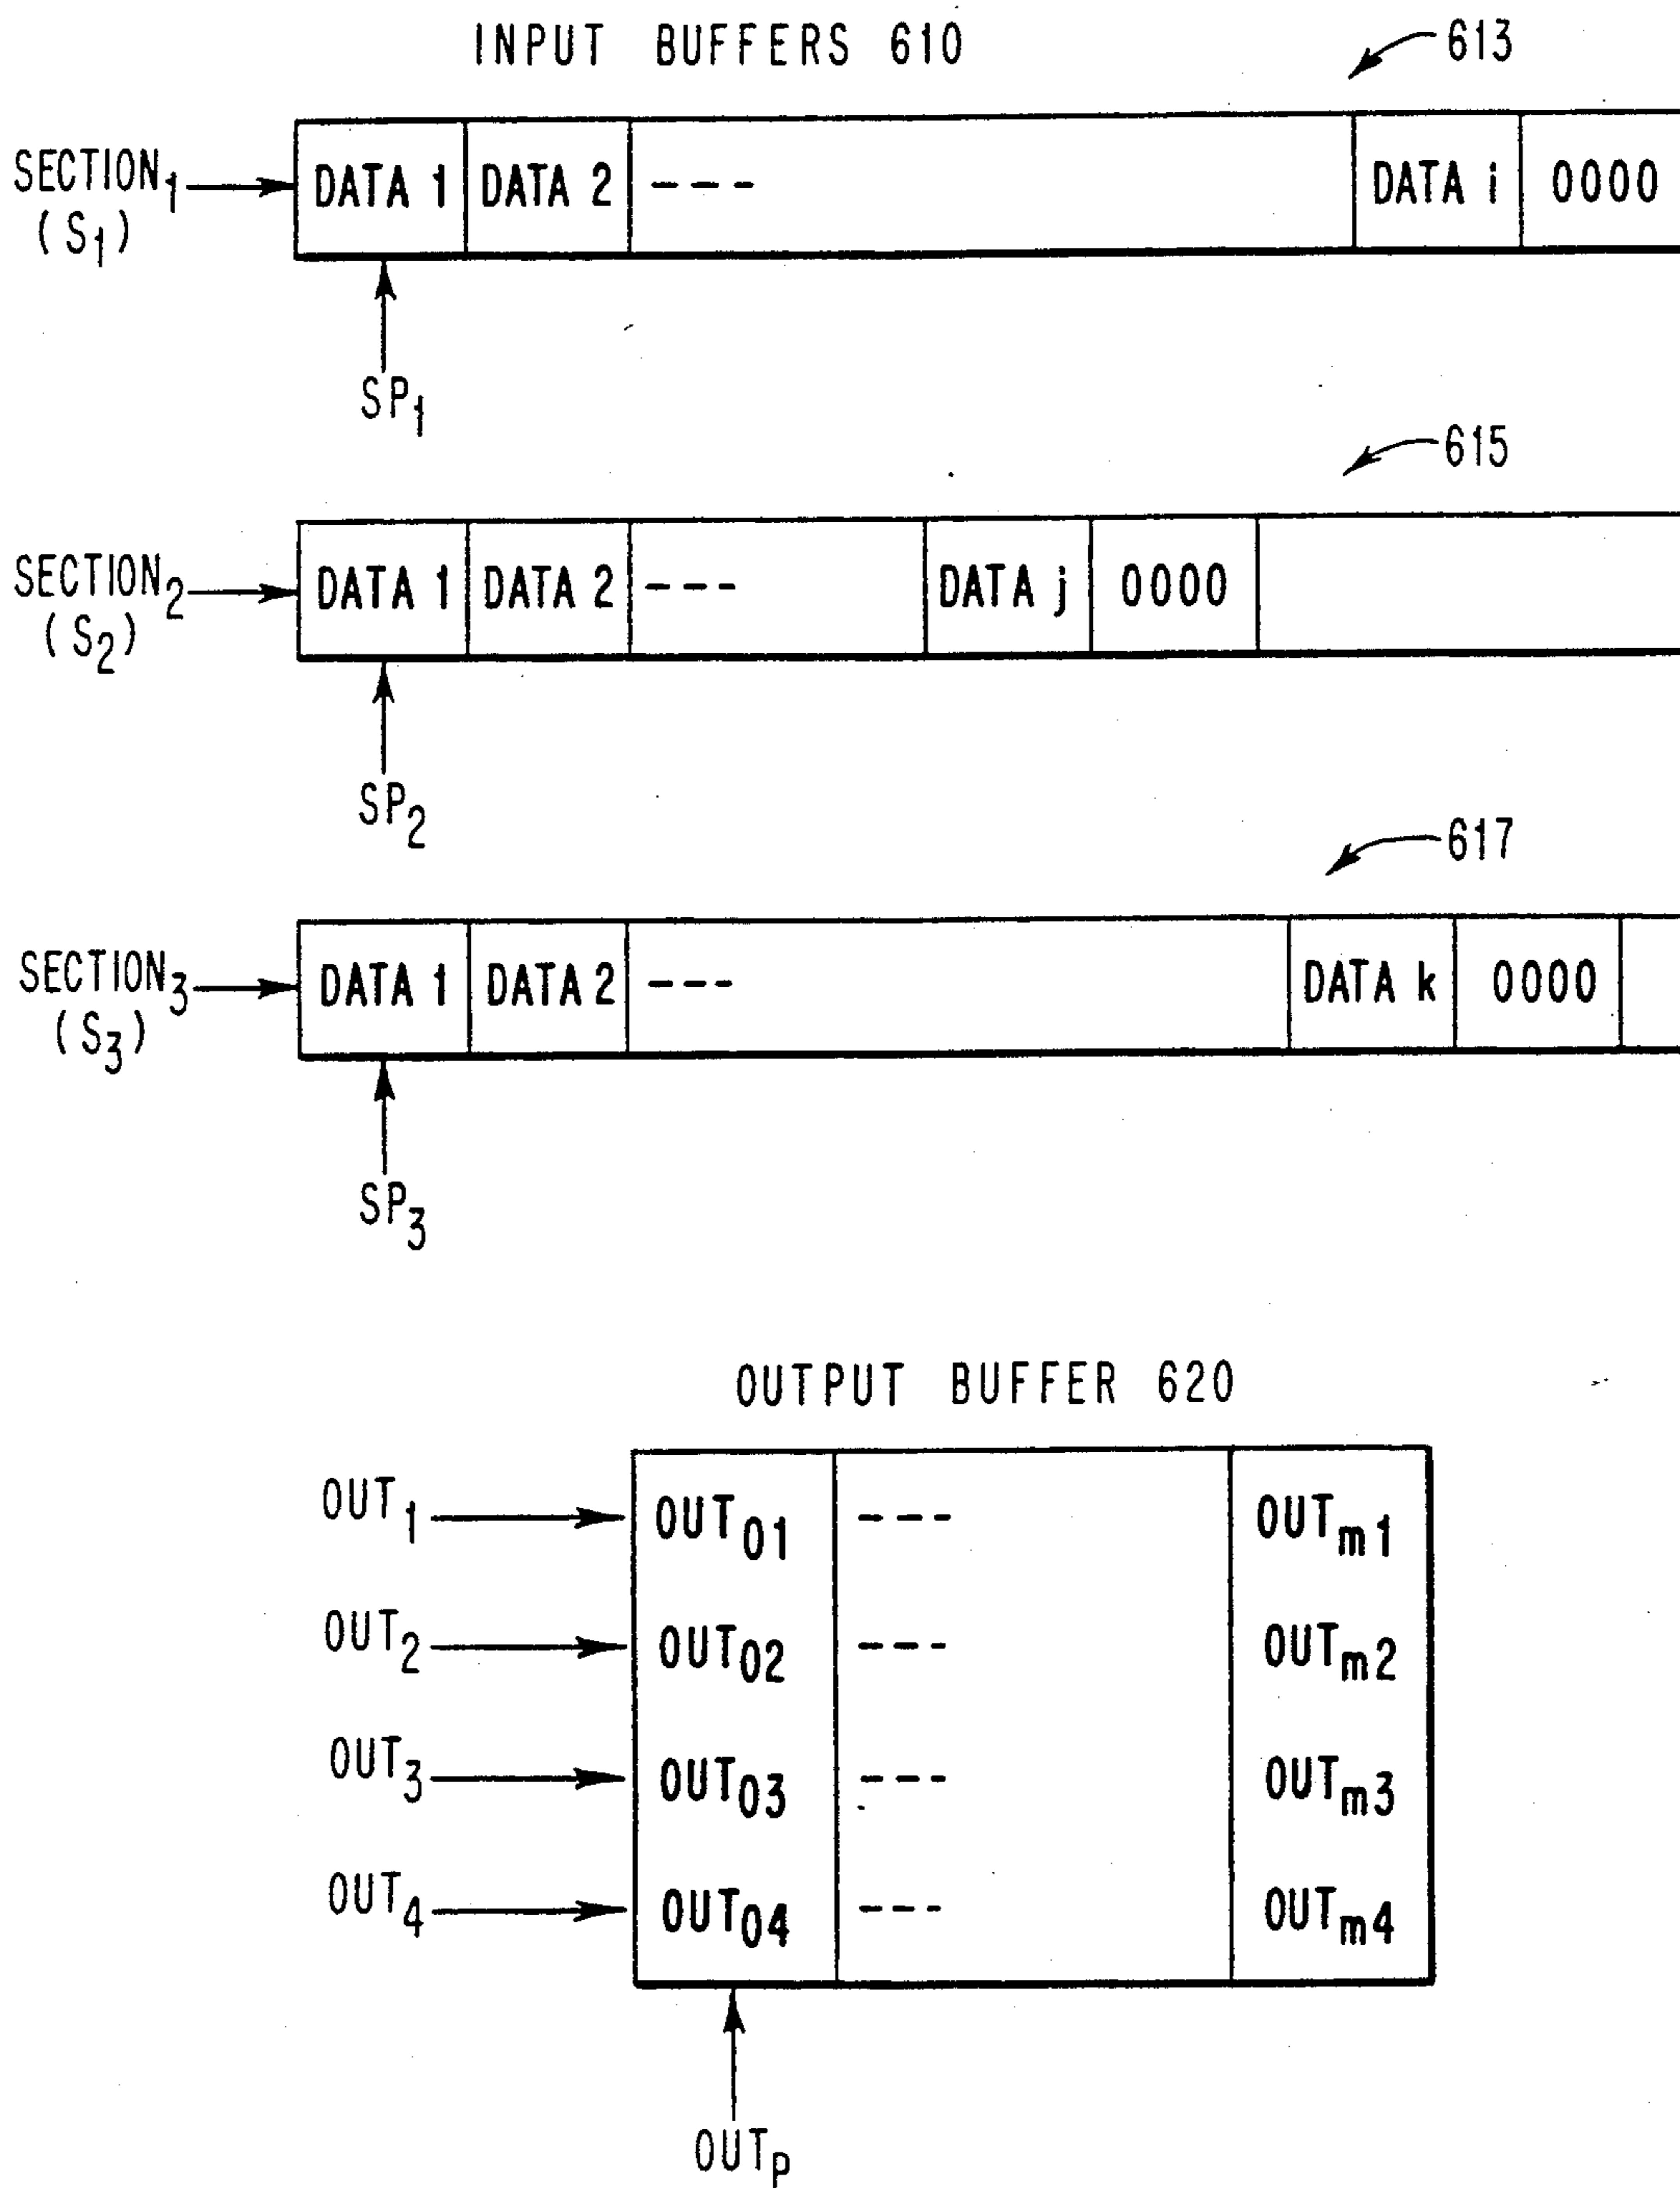 INPUT BUFFERS 610
613
SECTION₁
(S₁)
DATA 1 DATA 2 --- DATA i 0000
SP₁
615
SECTION₂
(S₂)
DATA 1 DATA 2 --- DATA j 0000
SP₂
617
SECTION₃
(S₃)
DATA 1 DATA 2 --- DATA k 0000
SP₃
OUTPUT BUFFER 620
OUT₁ OUT₀₁ --- OUTₘ₁
OUT₂ OUT₀₂ --- OUTₘ₂
OUT₃ OUT₀₃ --- OUTₘ₃
OUT₄ OUT₀₄ --- OUTₘ₄
OUTₚ